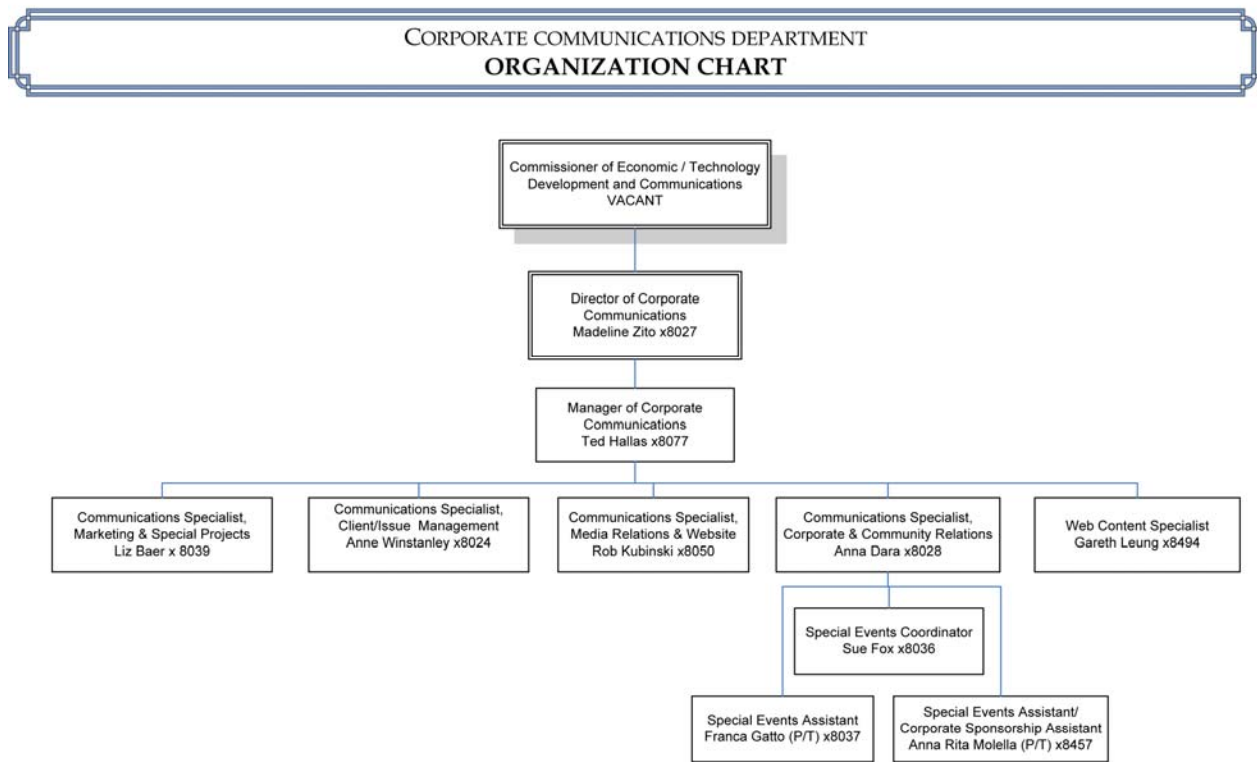 CORPORATE COMMUNICATIONS DEPARTMENT
ORGANIZATION CHART
Commissioner of Economic / Technology
Development and Communications
VACANT
Director of Corporate
Communications
Madeline Zito x8027
Manager of Corporate
Communications
Ted Hallas x8077
Communications Specialist,
Marketing & Special Projects
Liz Baer x 8039
Communications Specialist,
Client/Issue Management
Anne Winstanley x8024
Communications Specialist,
Media Relations & Website
Rob Kubinski x8050
Communications Specialist,
Corporate & Community Relations
Anna Dara x8028
Web Content Specialist
Gareth Leung x8494
Special Events Coordinator
Sue Fox x8036
Special Events Assistant
Franca Gatto (P/T) x8037
Special Events Assistant/
Corporate Sponsorship Assistant
Anna Rita Molella (P/T) x8457